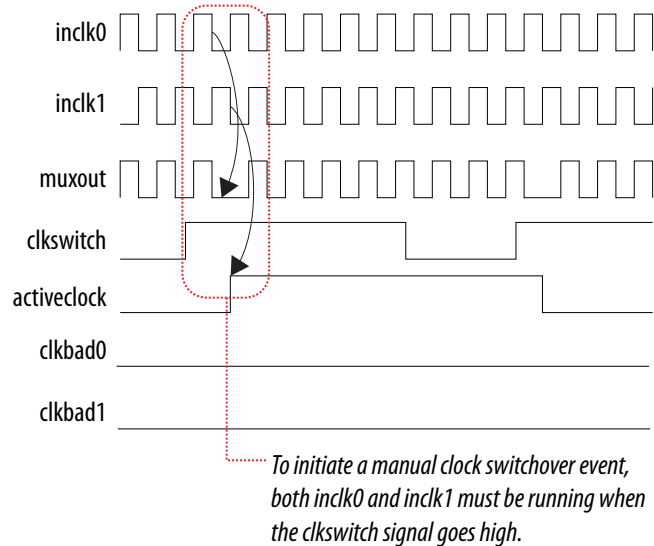 inclk0
inclk1
muxout
clkswitch
activeclock
clkbad0
clkbad1
To initiate a manual clock switchover event,
both inclk0 and inclk1 must be running when
the clkswitch signal goes high.